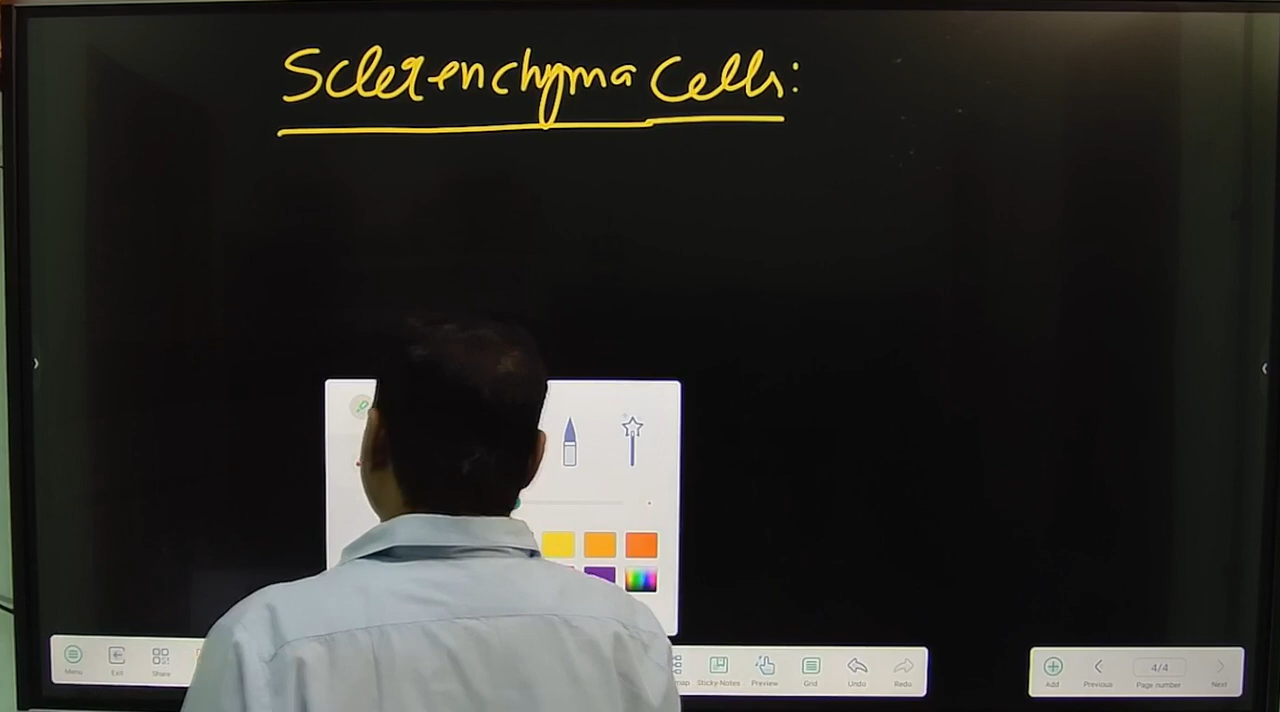 Sclerenchyma Cells:
Menu
Exit
Share
Sticky-Notes
Preview
Grid
Undo
Redo
Add
Previous
4/4
Page number
Next